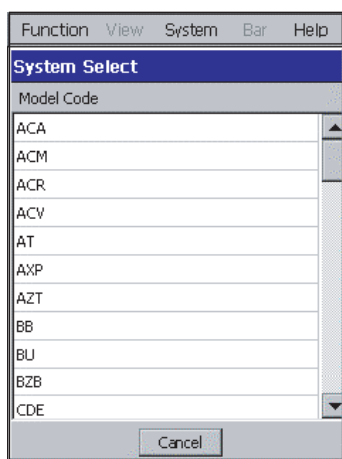 Function View System Bar Help
System Select
Model Code
ACA
ACM
ACR
ACV
AT
AXP
AZT
BB
BU
BZB
CDE
Cancel